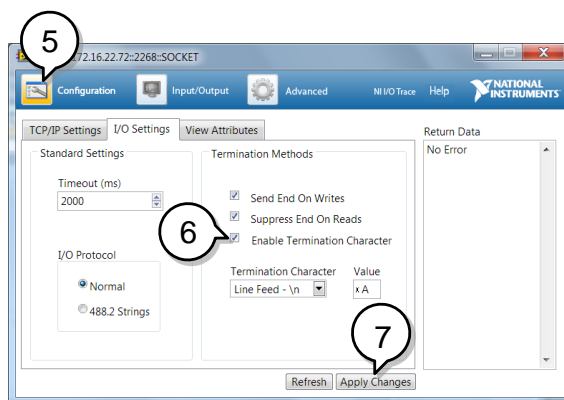 5
72.16.22.72::2268::SOCKET
Configuration Input/Output Advanced NI I/O Trace Help NATIONAL INSTRUMENTS
TCP/IP Settings I/O Settings View Attributes
Return Data
Standard Settings
Termination Methods
No Error
Timeout (ms)
2000
Send End On Writes
Suppress End On Reads
6
Enable Termination Character
I/O Protocol
Normal
488.2 Strings
Termination Character Value
Line Feed - \n x A
7
Refresh Apply Changes